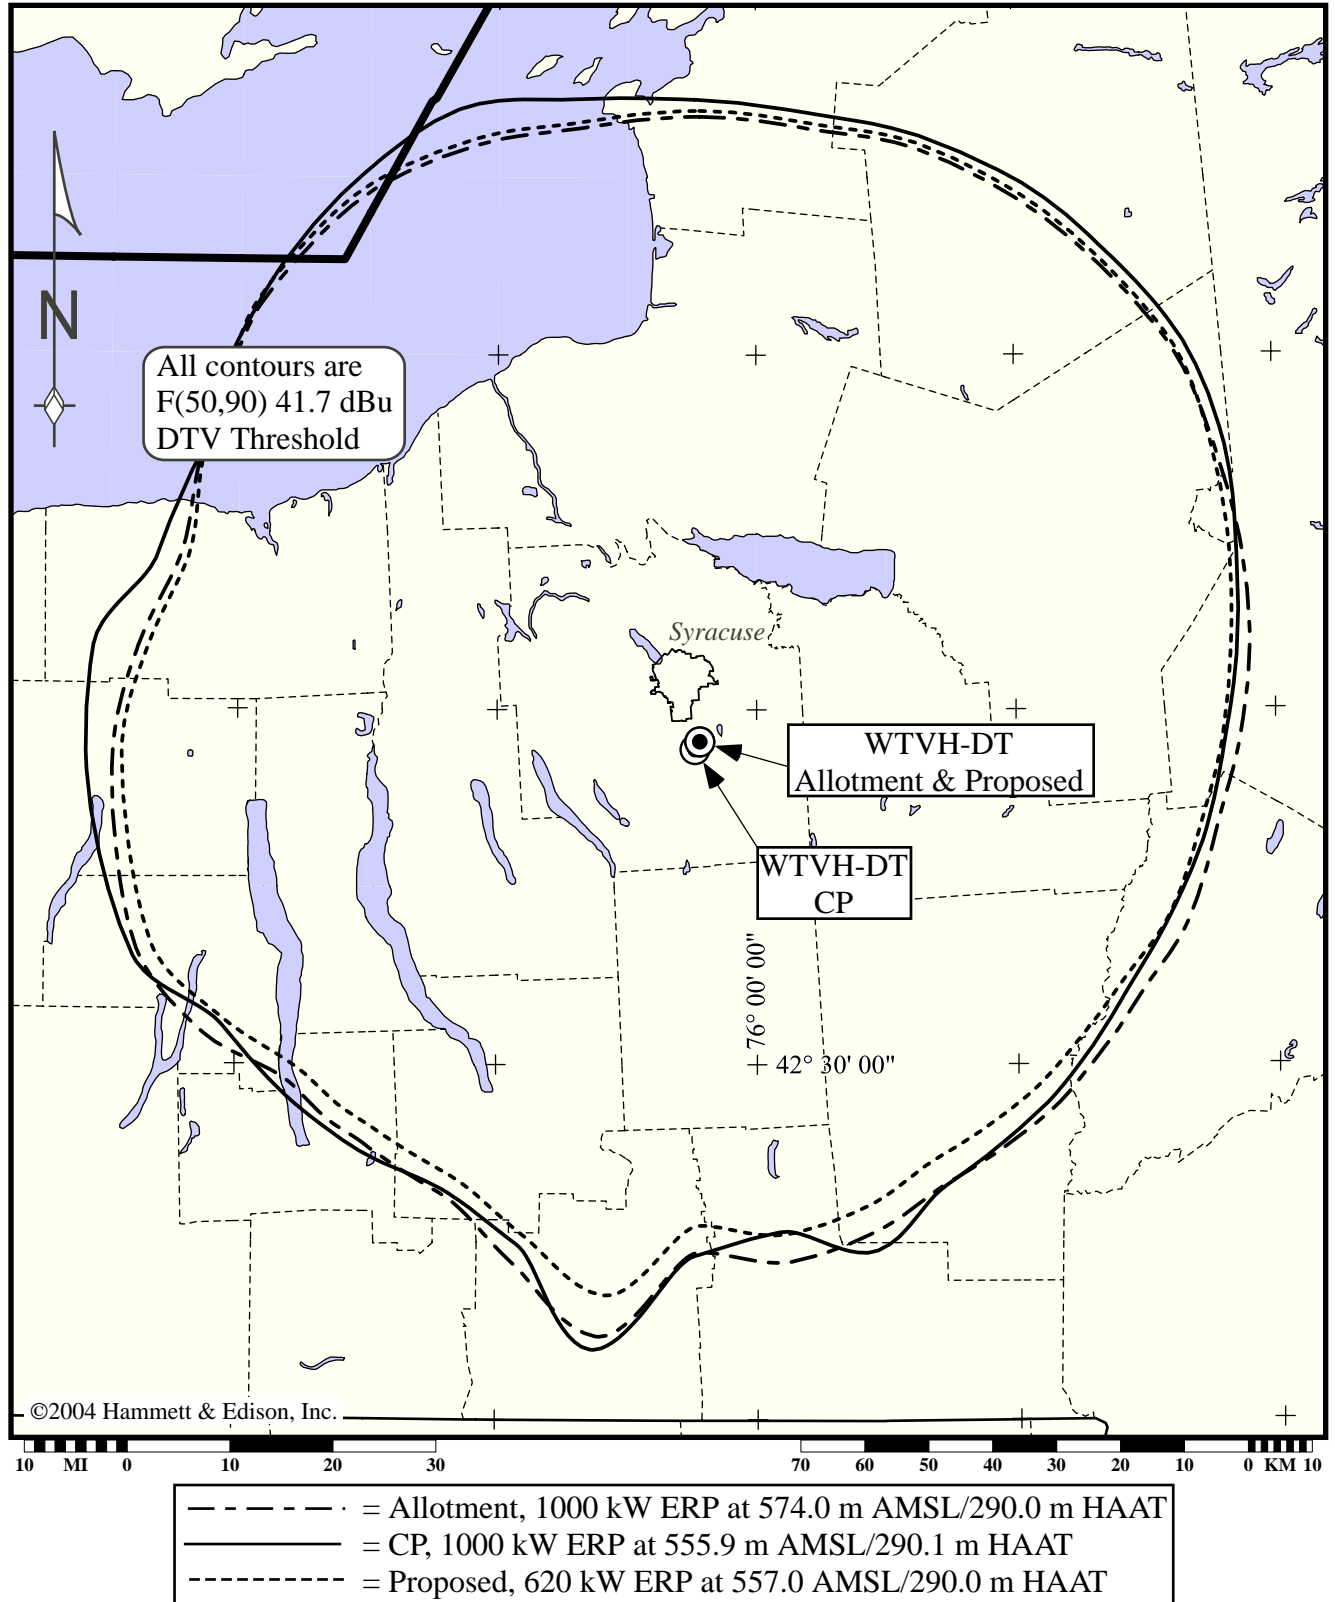 N
All contours are
F(50,90) 41.7 dBu
DTV Threshold
Syracuse
WTVH-DT
Allotment & Proposed
WTVH-DT
CP
76° 00' 00"
42° 30' 00"
©2004 Hammett & Edison, Inc.
10 MI 0 10 20 30 70 60 50 40 30 20 10 0 KM 10
= Allotment, 1000 kW ERP at 574.0 m AMSL/290.0 m HAAT
= CP, 1000 kW ERP at 555.9 m AMSL/290.1 m HAAT
= Proposed, 620 kW ERP at 557.0 AMSL/290.0 m HAAT